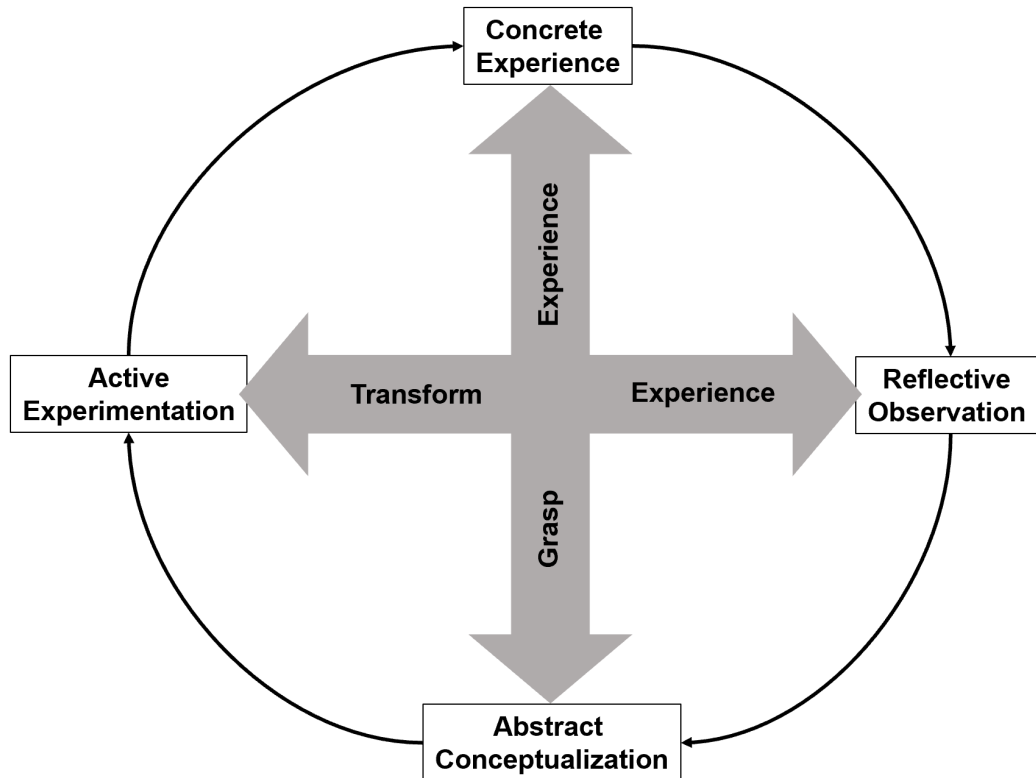 Concrete
Experience
Experience
Active
Experimentation
Transform
Experience
Reflective
Observation
Grasp
Abstract
Conceptualization